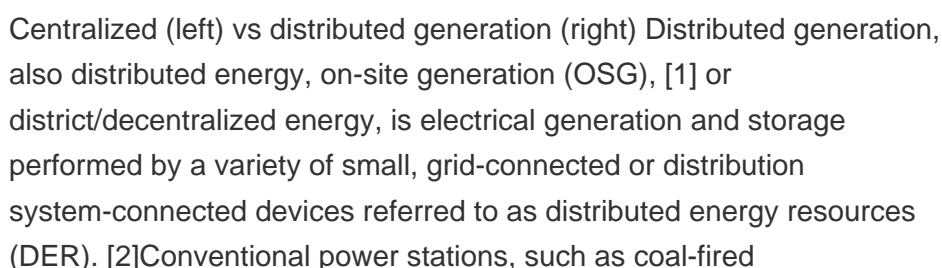 Centralized (left) vs distributed generation (right) Distributed generation,
also distributed energy, on-site generation (OSG), [1] or
district/decentralized energy, is electrical generation and storage
performed by a variety of small, grid-connected or distribution
system-connected devices referred to as distributed energy resources
(DER). [2]Conventional power stations, such as coal-fired